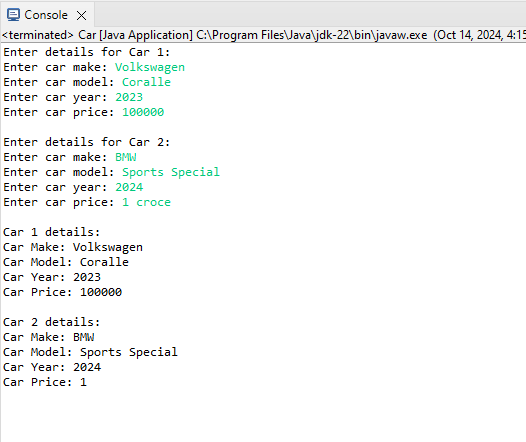 Console
<terminated> Car [Java Application] C:\Program Files\Java\jdk-22\bin\javaw.exe (Oct 14, 2024, 4:15
Enter details for Car 1:
Enter car make: Volkswagen
Enter car model: Coralle
Enter car year: 2023
Enter car price: 100000
Enter details for Car 2:
Enter car make: BMW
Enter car model: Sports Special
Enter car year: 2024
Enter car price: 1 croce
Car 1 details:
Car Make: Volkswagen
Car Model: Coralle
Car Year: 2023
Car Price: 100000
Car 2 details:
Car Make: BMW
Car Model: Sports Special
Car Year: 2024
Car Price: 1